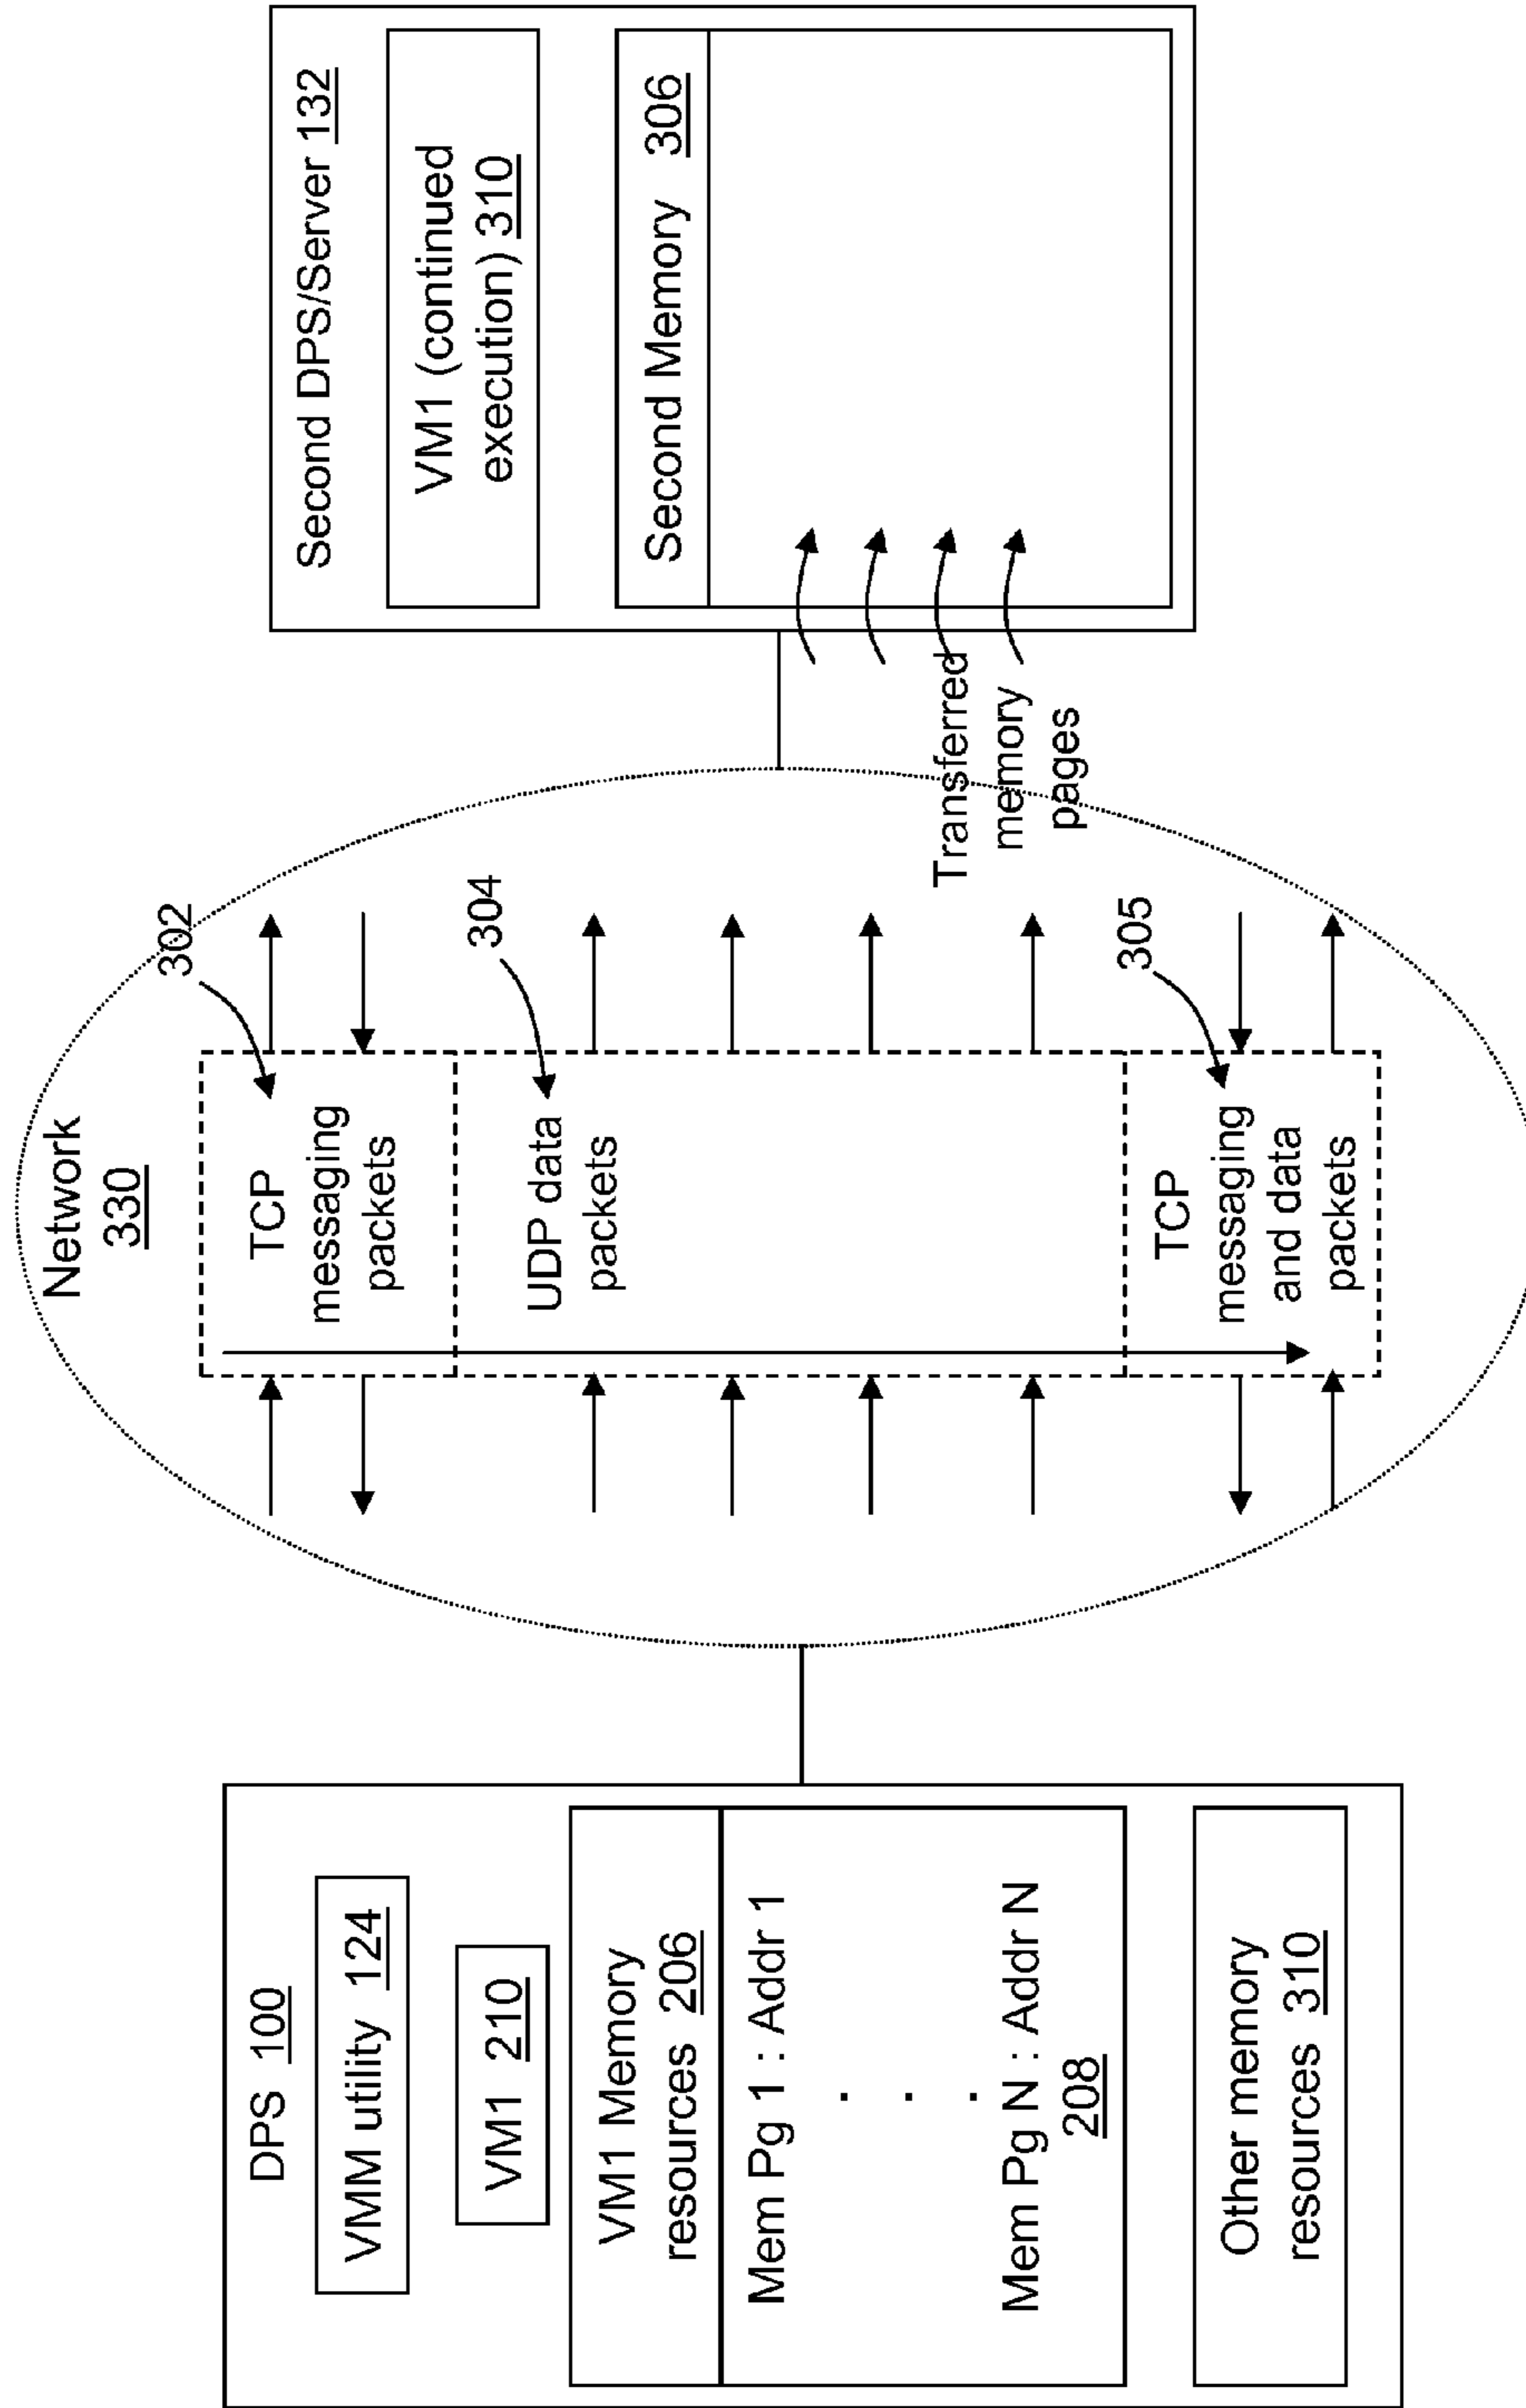 DPS 100
VMM utility 124
VM1 210
VM1 Memory
resources 206
Mem Pg 1 : Addr 1
.
.
.
Mem Pg N : Addr N
208
Other memory
resources 310
Network
330
302
TCP
messaging
packets
304
UDP data
packets
305
TCP
messaging
and data
packets
Transferred
memory
pages
Second DPS/Server 132
VM1 (continued
execution) 310
Second Memory 306